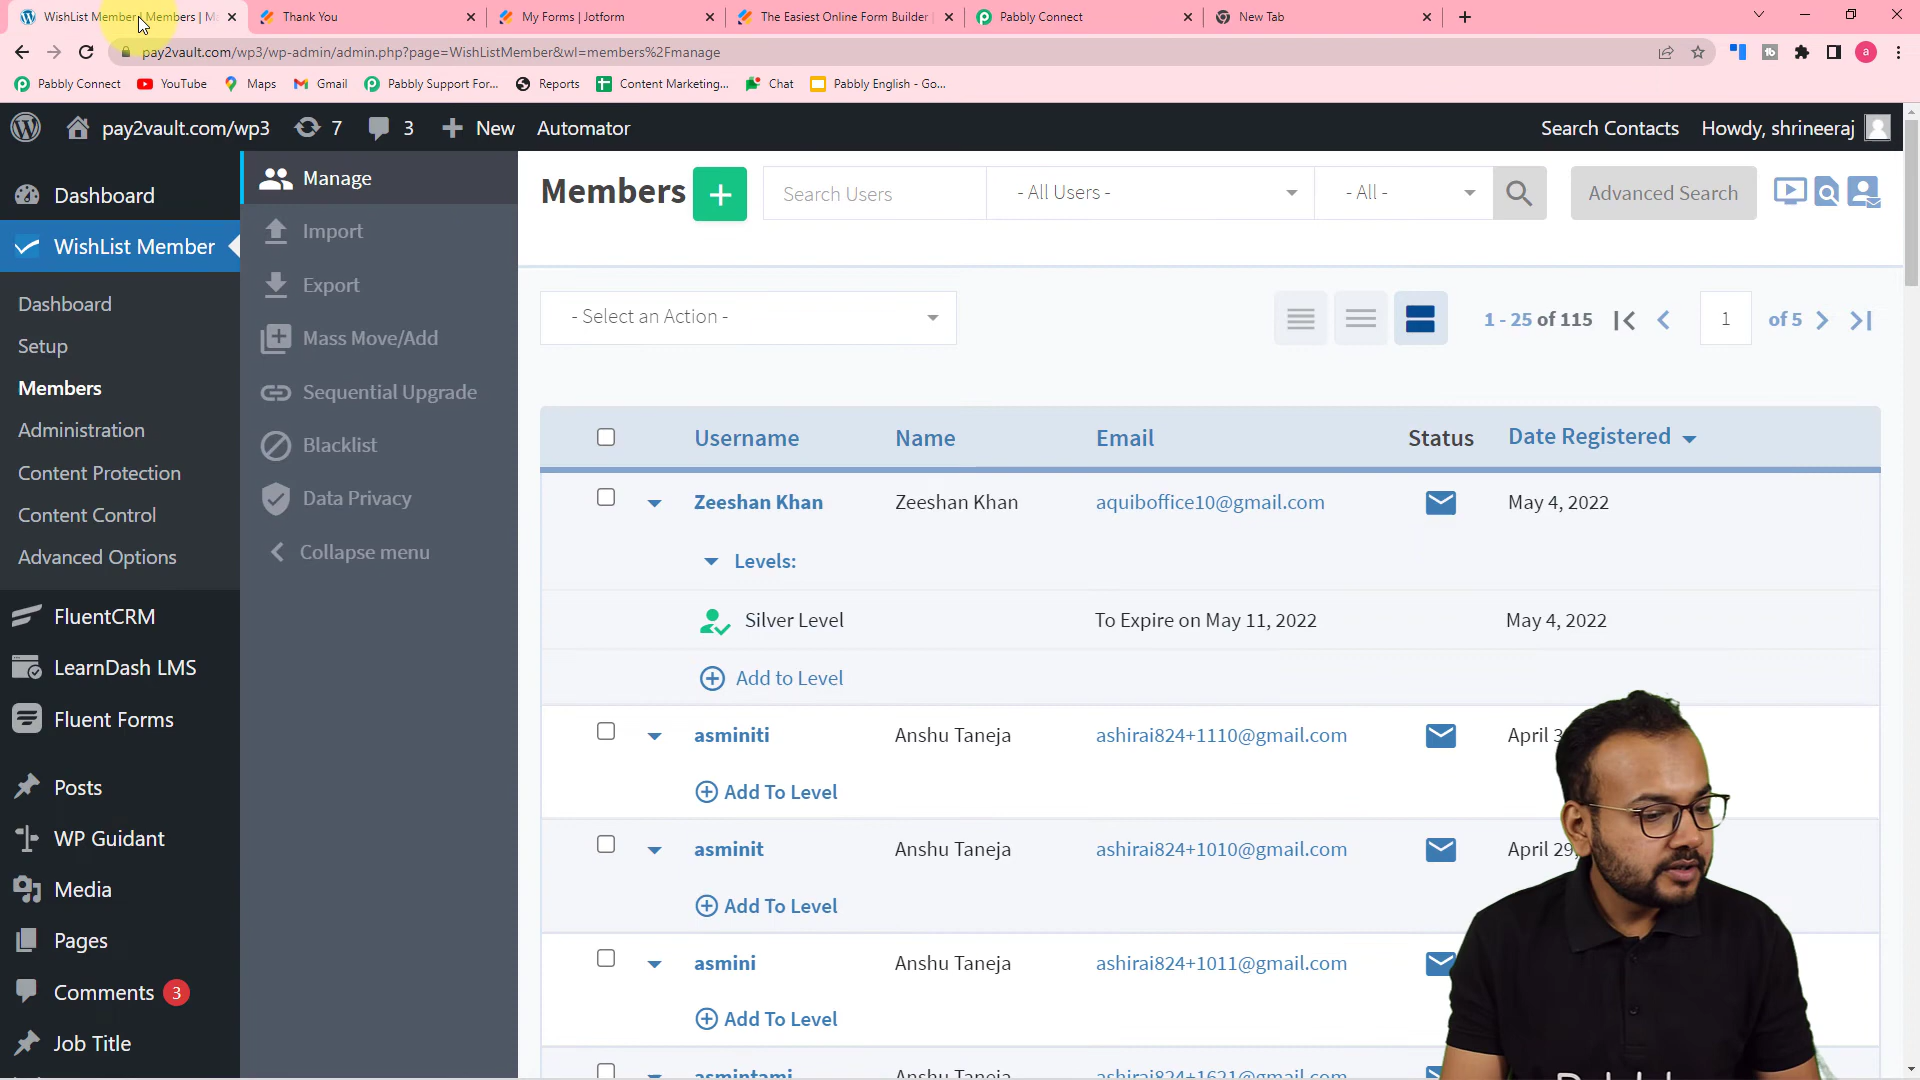 WishList Member | Members | M
Thank You
My Forms | Jotform
The Easiest Online Form Builder
Pabbly Connect
New Tab
pay2vault.com/wp3/wp-admin/admin.php?page=WishListMember&wl=members%2Fmanage
a
Pabbly Connect
YouTube
Maps
Gmail
Pabbly Support For...
Reports
Content Marketing...
Chat
Pabbly English - Go...
pay2vault.com/wp3
7
3
New
Automator
Search Contacts
Howdy, shrineeraj
Dashboard
WishList Member
Dashboard
Setup
Members
Administration
Content Protection
Content Control
Advanced Options
FluentCRM
LearnDash LMS
Fluent Forms
Posts
WP Guidant
Media
Pages
Comments 3
Job Title
Manage
Import
Export
Mass Move/Add
Sequential Upgrade
Blacklist
Data Privacy
Collapse menu
Members
Search Users
- All Users -
- All -
Advanced Search
- Select an Action -
1 - 25 of 115
1
of 5
Username Name Email Status Date Registered
Zeeshan Khan Zeeshan Khan aquiboffice10@gmail.com May 4, 2022
Levels:
Silver Level To Expire on May 11, 2022 May 4, 2022
Add to Level
asminiti Anshu Taneja ashirai824+1110@gmail.com April
Add To Level
asminit Anshu Taneja ashirai824+1010@gmail.com April 29,
Add To Level
asmini Anshu Taneja ashirai824+1011@gmail.com
Add To Level
asmintami Anshu Taneja ashirai824+1621@gmail.com